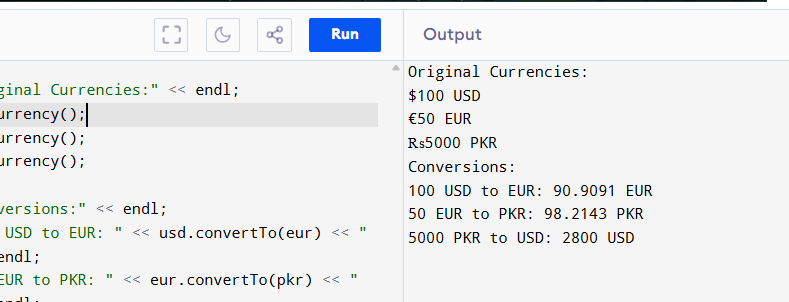 Run
Output
ginal Currencies:" << endl;
urrency();
urrency();
urrency();
versions:" << endl;
USD to EUR: " << usd.convertTo(eur) << "
endl;
EUR to PKR: " << eur.convertTo(pkr) << "
Original Currencies:
$100 USD
€50 EUR
₨5000 PKR
Conversions:
100 USD to EUR: 90.9091 EUR
50 EUR to PKR: 98.2143 PKR
5000 PKR to USD: 2800 USD